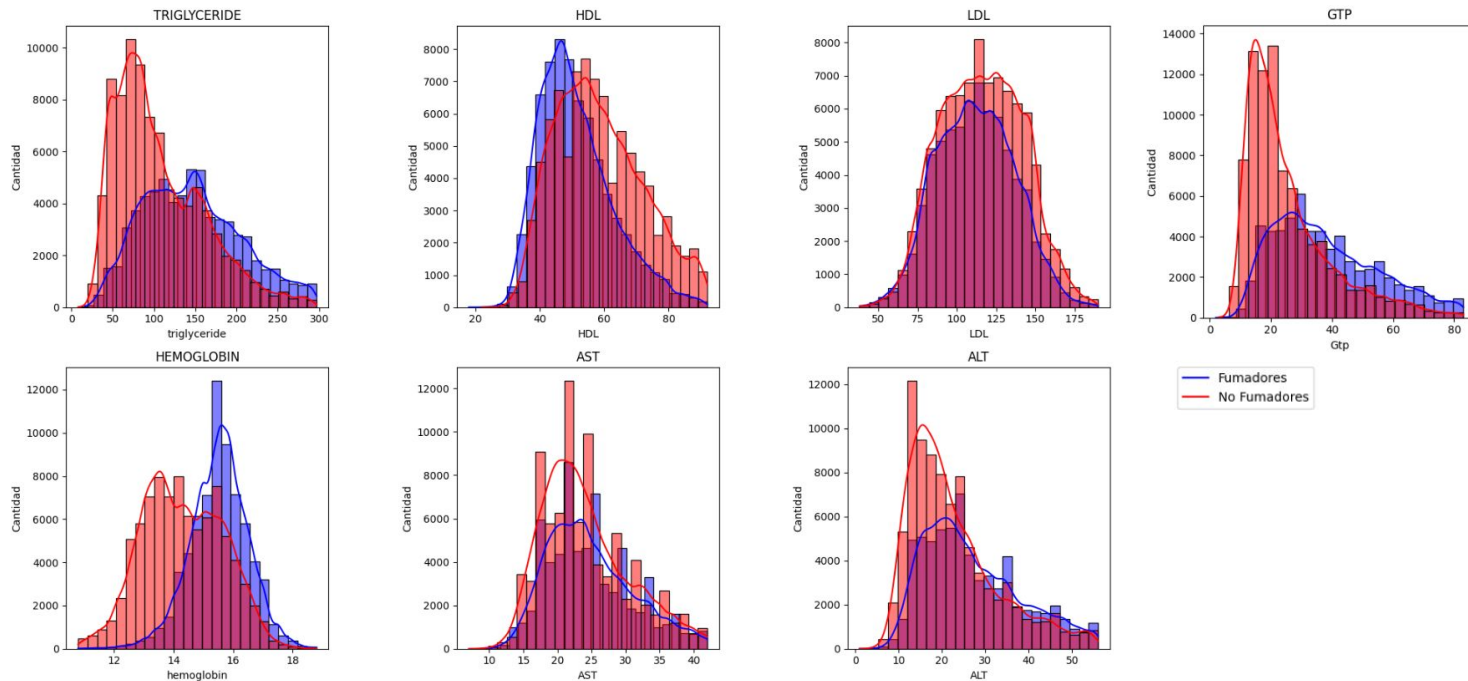 TRIGLYCERIDE
Cantidad
10000
8000
6000
4000
2000
0
0 50 100 150 200 250 300
triglyceride
HDL
Cantidad
8000
7000
6000
5000
4000
3000
2000
1000
0
20 40 60 80
HDL
LDL
Cantidad
8000
7000
6000
5000
4000
3000
2000
1000
0
50 75 100 125 150 175
LDL
GTP
Cantidad
14000
12000
10000
8000
6000
4000
2000
0
0 20 40 60 80
Gtp
HEMOGLOBIN
Cantidad
12000
10000
8000
6000
4000
2000
0
12 14 16 18
hemoglobin
AST
Cantidad
12000
10000
8000
6000
4000
2000
0
10 15 20 25 30 35 40
AST
ALT
Cantidad
12000
10000
8000
6000
4000
2000
0
0 10 20 30 40 50
ALT
Fumadores
No Fumadores